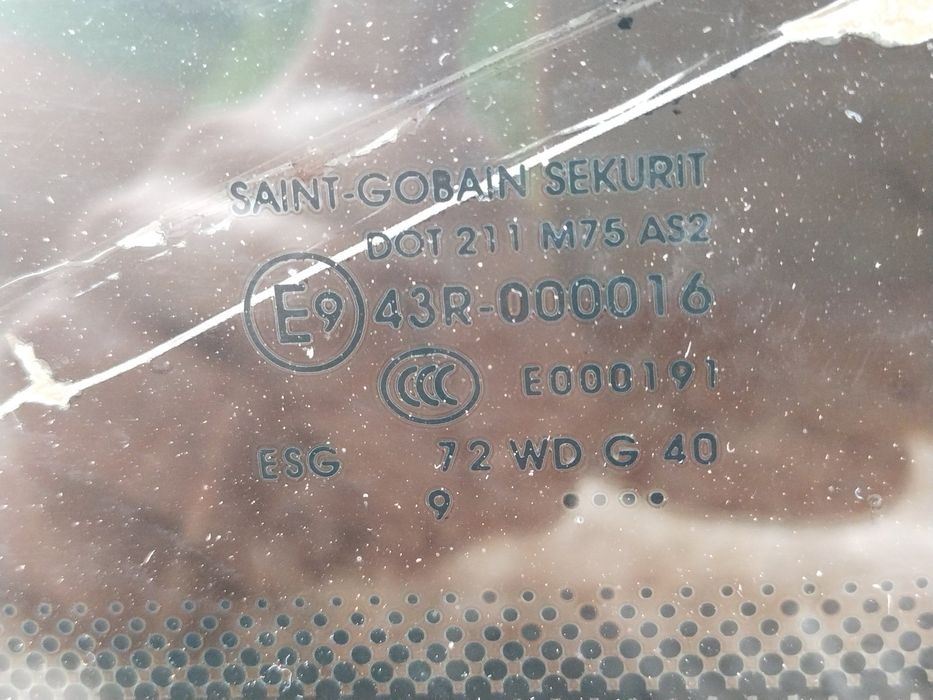 SAINT-GOBAIN SEKURIT
DOT 211 M75 AS2
E9 43R-000016
CCC E000191
ESG 72 WD G 40
9